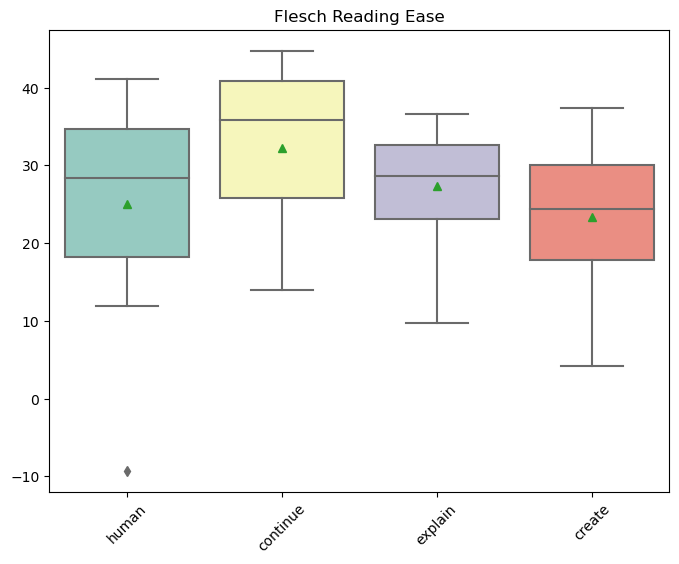 Flesch Reading Ease
40
30
20
10
0
−10
human
continue
explain
create